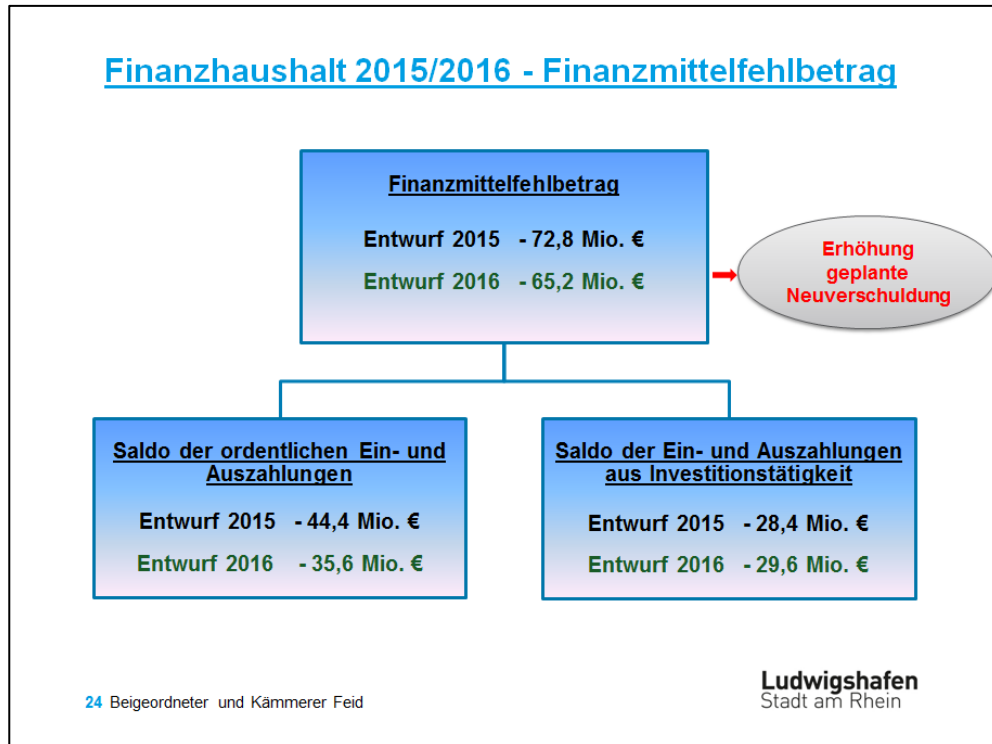 Finanzhaushalt 2015/2016 - Finanzmittelfehlbetrag
Finanzmittelfehlbetrag
Entwurf 2015 - 72,8 Mio. €
Entwurf 2016 - 65,2 Mio. €
Erhöhung
geplante
Neuverschuldung
Saldo der ordentlichen Ein- und
Auszahlungen
Entwurf 2015 - 44,4 Mio. €
Entwurf 2016 - 35,6 Mio. €
Saldo der Ein- und Auszahlungen
aus Investitionstätigkeit
Entwurf 2015 - 28,4 Mio. €
Entwurf 2016 - 29,6 Mio. €
24 Beigeordneter und Kämmerer Feid
Ludwigshafen
Stadt am Rhein